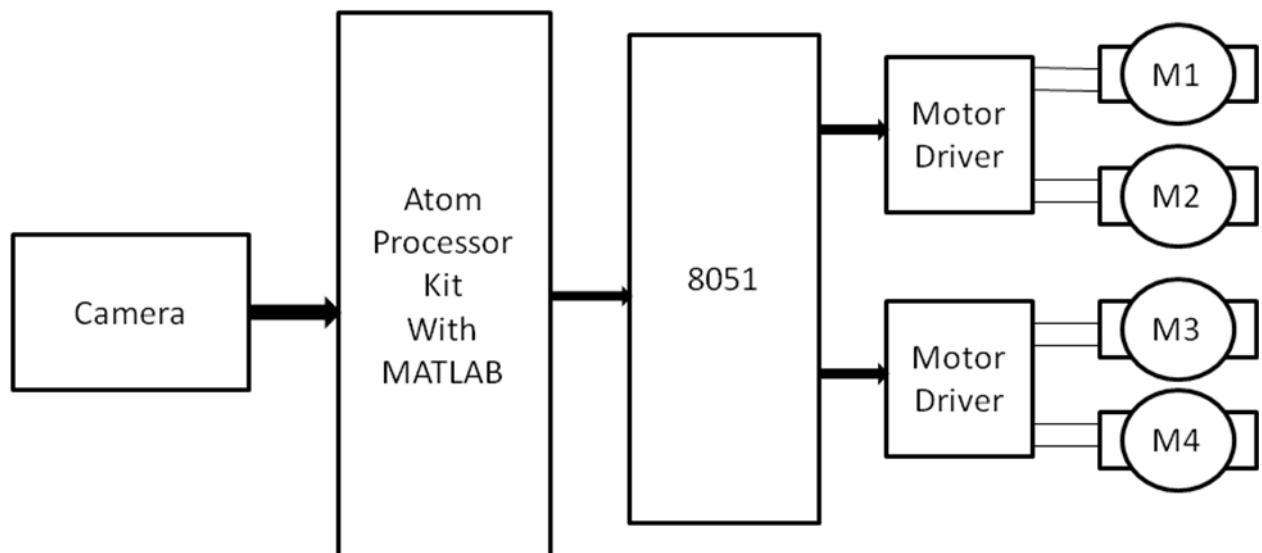 Camera
Atom
Processor
Kit
With
MATLAB
8051
Motor
Driver
M1
M2
Motor
Driver
M3
M4